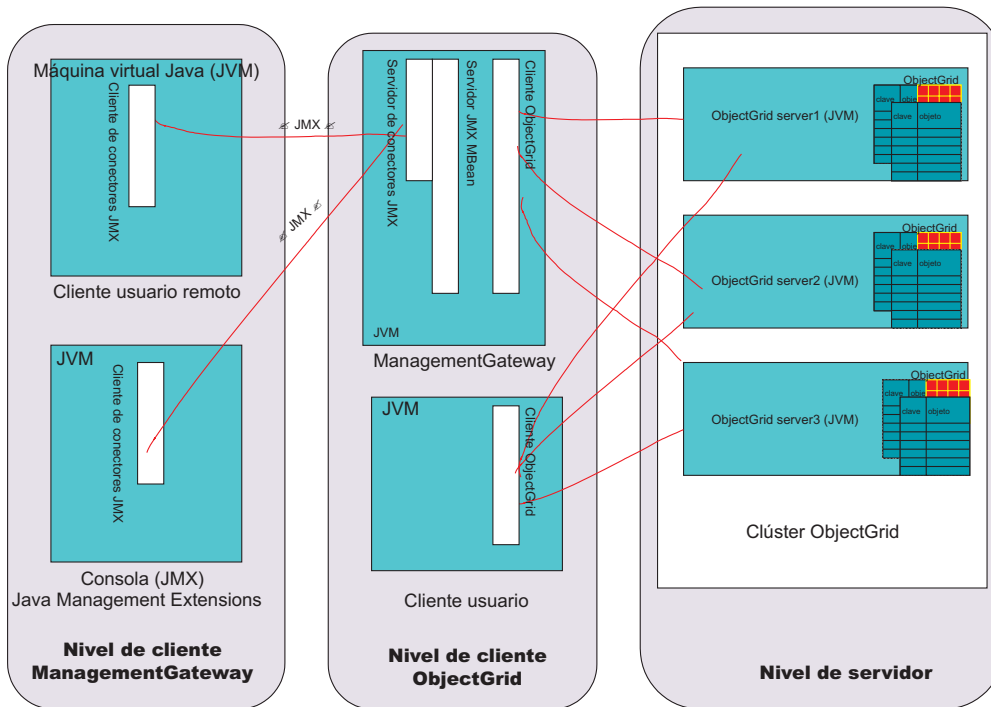 Máquina virtual Java (JVM)
Cliente de conectores JMX
Cliente usuario remoto
JVM
Cliente de conectores JMX
Consola (JMX)
Java Management Extensions
Nivel de cliente
ManagementGateway
JMX
JMX
Servidor de conectores JMX
Servidor JMX MBean
Cliente ObjectGrid
JVM
ManagementGateway
JVM
Cliente ObjectGrid
Cliente usuario
Nivel de cliente
ObjectGrid
ObjectGrid server1 (JVM)
ObjectGrid
clave obje
clave objeto
ObjectGrid server2 (JVM)
ObjectGrid
clave obje
clave objeto
ObjectGrid server3 (JVM)
ObjectGrid
clave obje
clave objeto
Clúster ObjectGrid
Nivel de servidor